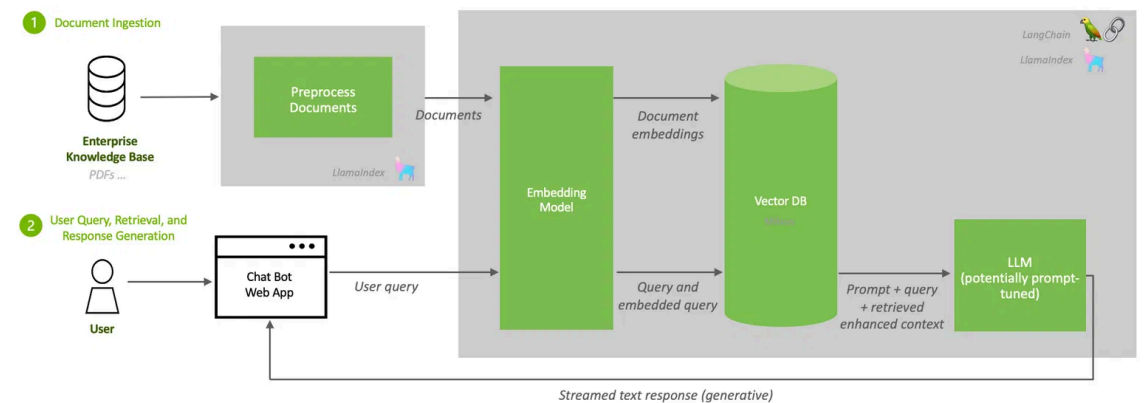 1 Document Ingestion
Enterprise
Knowledge Base
PDFs ...
Preprocess
Documents
LlamaIndex
Documents
LangChain
LlamaIndex
Embedding
Model
Document
embeddings
Vector DB
2 User Query, Retrieval, and
Response Generation
User
Chat Bot
Web App
User query
Query and
embedded query
Prompt + query
+ retrieved
enhanced context
LLM
(potentially prompt-
tuned)
Streamed text response (generative)